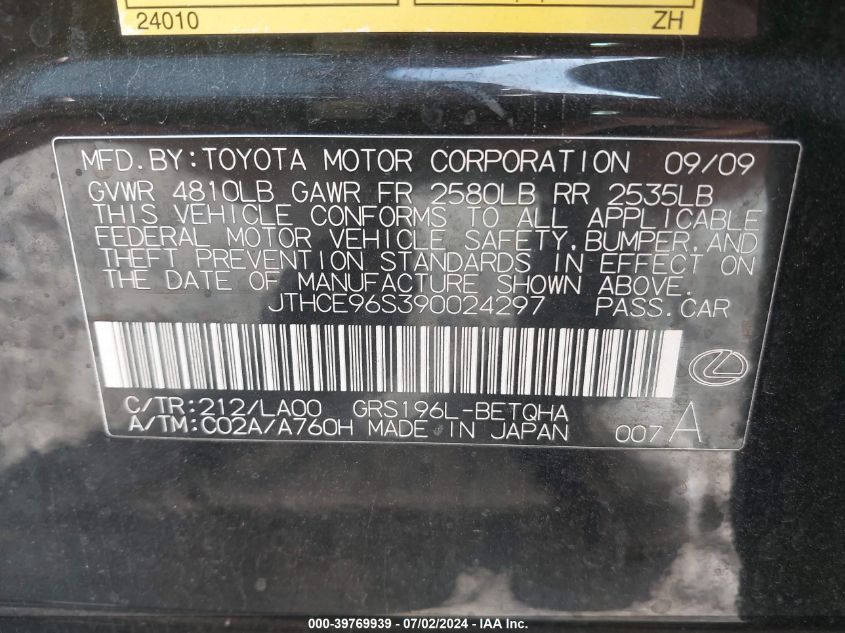 24010 ZH
MFD.BY:TOYOTA MOTOR CORPORATION 09/09
GVWR 4810LB GAWR FR 2580LB RR 2535LB
THIS VEHICLE CONFORMS TO ALL APPLICABLE
FEDERAL MOTOR VEHICLE SAFETY,BUMPER,AND
THEFT PREVENTION STANDARDS IN EFFECT ON
THE DATE OF MANUFACTURE SHOWN ABOVE.
JTHCE96S390024297 PASS.CAR
C/TR:212/LA00 GRS196L-BETQHA
A/TM:C02A/A760H MADE IN JAPAN 007 A
000-39769939 - 07/02/2024 - IAA Inc.